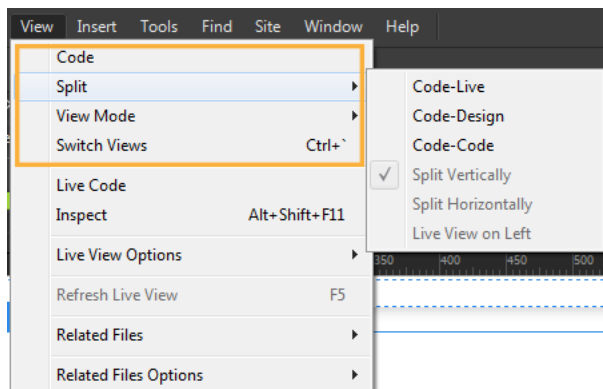 View Insert Tools Find Site Window Help
Code
Split
View Mode
Switch Views Ctrl+`
Live Code
Inspect Alt+Shift+F11
Live View Options
Refresh Live View F5
Related Files
Related Files Options
Code-Live
Code-Design
Code-Code
Split Vertically
Split Horizontally
Live View on Left
350 400 450 500